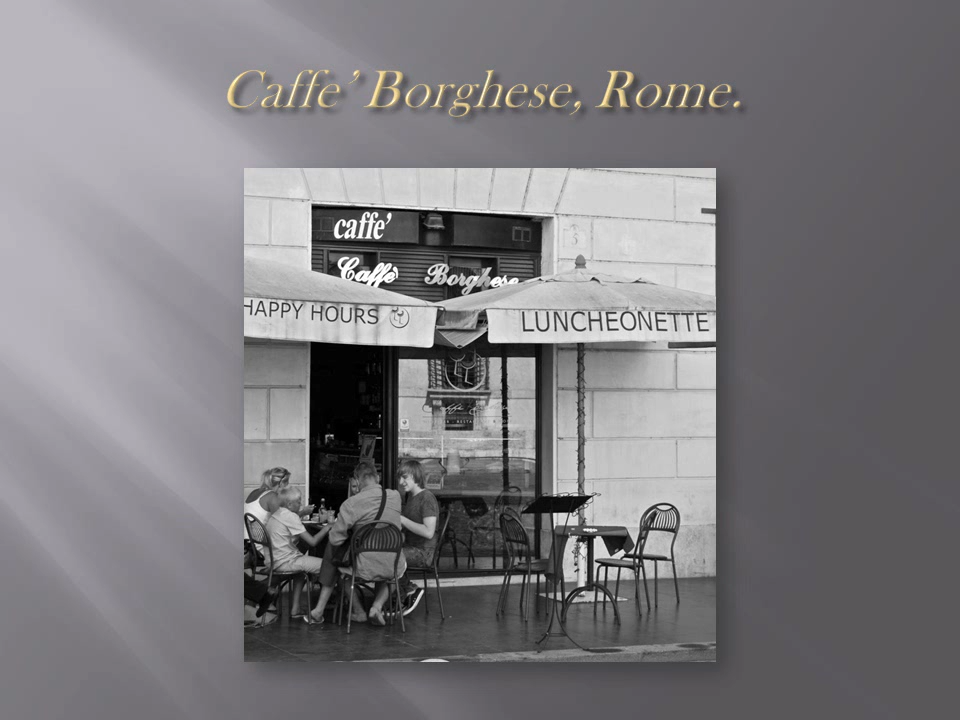 Caffe’ Borghese, Rome.
caffe’
Caffè Borghese
HAPPY HOURS
LUNCHEONETTE